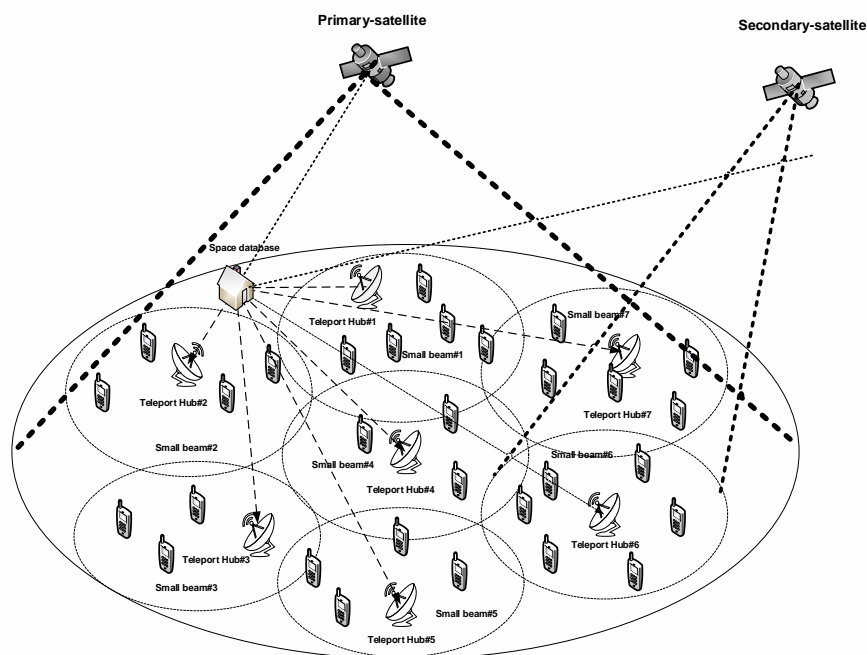 Primary-satellite
Secondary-satellite
Space database
Teleport Hub#1
Small beam#7
Small beam#1
Teleport Hub#2
Teleport Hub#7
Small beam#2
Small beam#4
Small beam#6
Teleport Hub#4
Teleport Hub#6
Teleport Hub#3
Small beam#3
Small beam#5
Teleport Hub#5